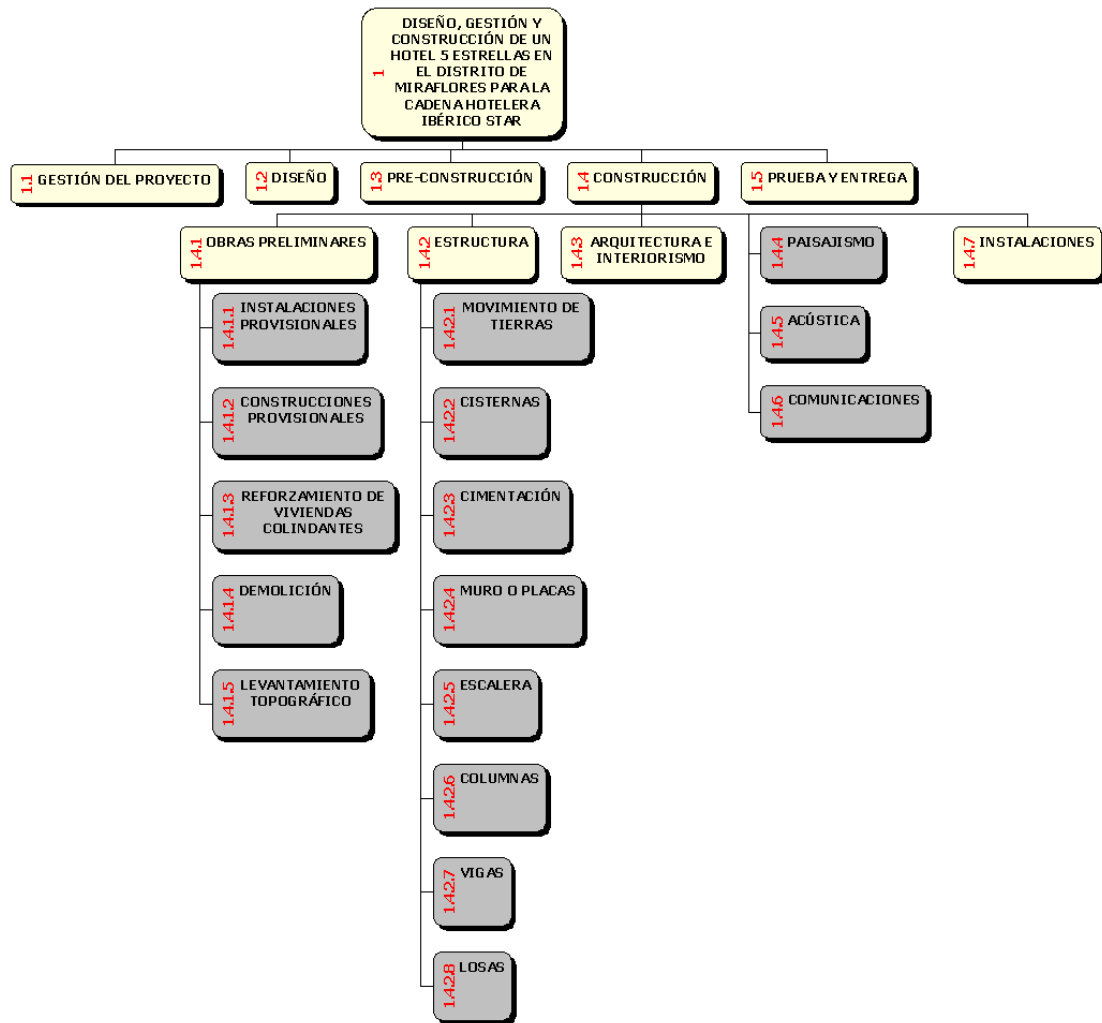 1
DISEÑO, GESTIÓN Y
CONSTRUCCIÓN DE UN
HOTEL 5 ESTRELLAS EN
EL DISTRITO DE
MIRAFLORES PARA LA
CADENA HOTELERA
IBÉRICO STAR
1.1 GESTIÓN DEL PROYECTO
1.2 DISEÑO
1.3 PRE-CONSTRUCCIÓN
1.4 CONSTRUCCIÓN
1.5 PRUEBA Y ENTREGA
1.4.1 OBRAS PRELIMINARES
1.4.2 ESTRUCTURA
1.4.3 ARQUITECTURA E
INTERIORISMO
1.4.4 PAISAJISMO
1.4.7 INSTALACIONES
1.4.1.1 INSTALACIONES
PROVISIONALES
1.4.1.2 CONSTRUCCIONES
PROVISIONALES
1.4.1.3 REFORZAMIENTO DE
VIVIENDAS
COLINDANTES
1.4.1.4 DEMOLICIÓN
1.4.1.5 LEVANTAMIENTO
TOPOGRÁFICO
1.4.2.1 MOVIMIENTO DE
TIERRAS
1.4.2.2 CISTERNAS
1.4.2.3 CIMENTACIÓN
1.4.2.4 MURO O PLACAS
1.4.2.5 ESCALERA
1.4.2.6 COLUMNAS
1.4.2.7 VIGAS
1.4.2.8 LOSAS
1.4.5 ACÚSTICA
1.4.6 COMUNICACIONES